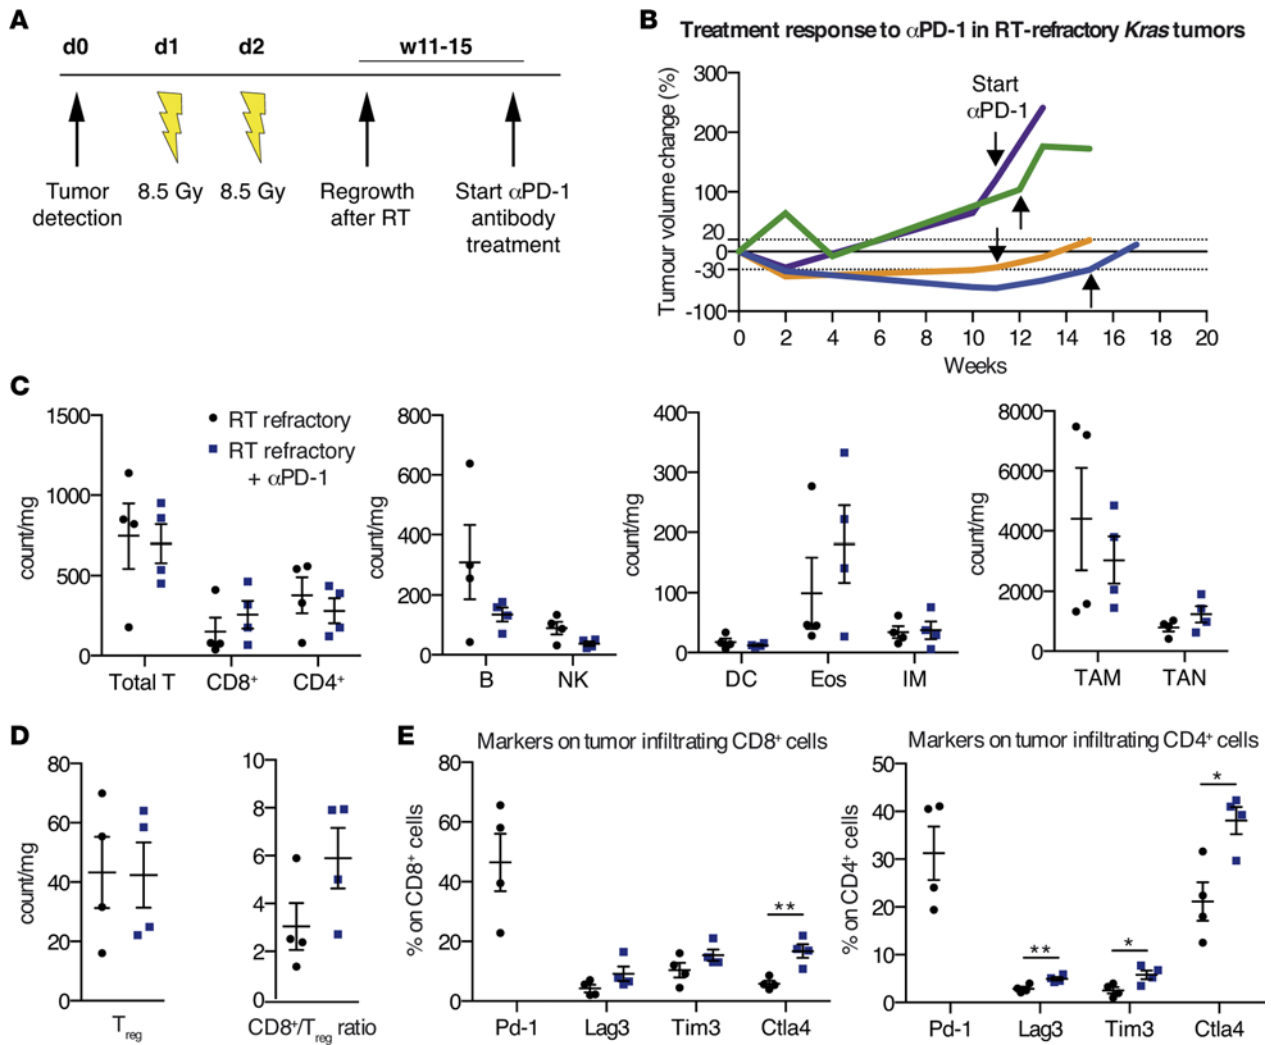 A
d0 d1 d2 w11-15
Tumor
detection
8.5 Gy 8.5 Gy
Regrowth
after RT
Start αPD-1
antibody
treatment
B
Treatment response to αPD-1 in RT-refractory Kras tumors
Tumour volume change (%)
300
200
100
20
0
-30
-100
Start
αPD-1
0 2 4 6 8 10 12 14 16 18 20
Weeks
C
count/mg
1500
1000
500
0
RT refractory
RT refractory
+ αPD-1
Total T CD8⁺ CD4⁺
count/mg
800
600
400
200
0
B NK
count/mg
400
300
200
100
0
DC Eos IM
count/mg
8000
6000
4000
2000
0
TAM TAN
D
count/mg
80
60
40
20
0
Treg
10
8
6
4
2
0
CD8⁺/Treg ratio
E
Markers on tumor infiltrating CD8⁺ cells
% on CD8⁺ cells
80
60
40
20
0
**
Pd-1 Lag3 Tim3 Ctla4
Markers on tumor infiltrating CD4⁺ cells
% on CD4⁺ cells
50
40
30
20
10
0
** * *
Pd-1 Lag3 Tim3 Ctla4